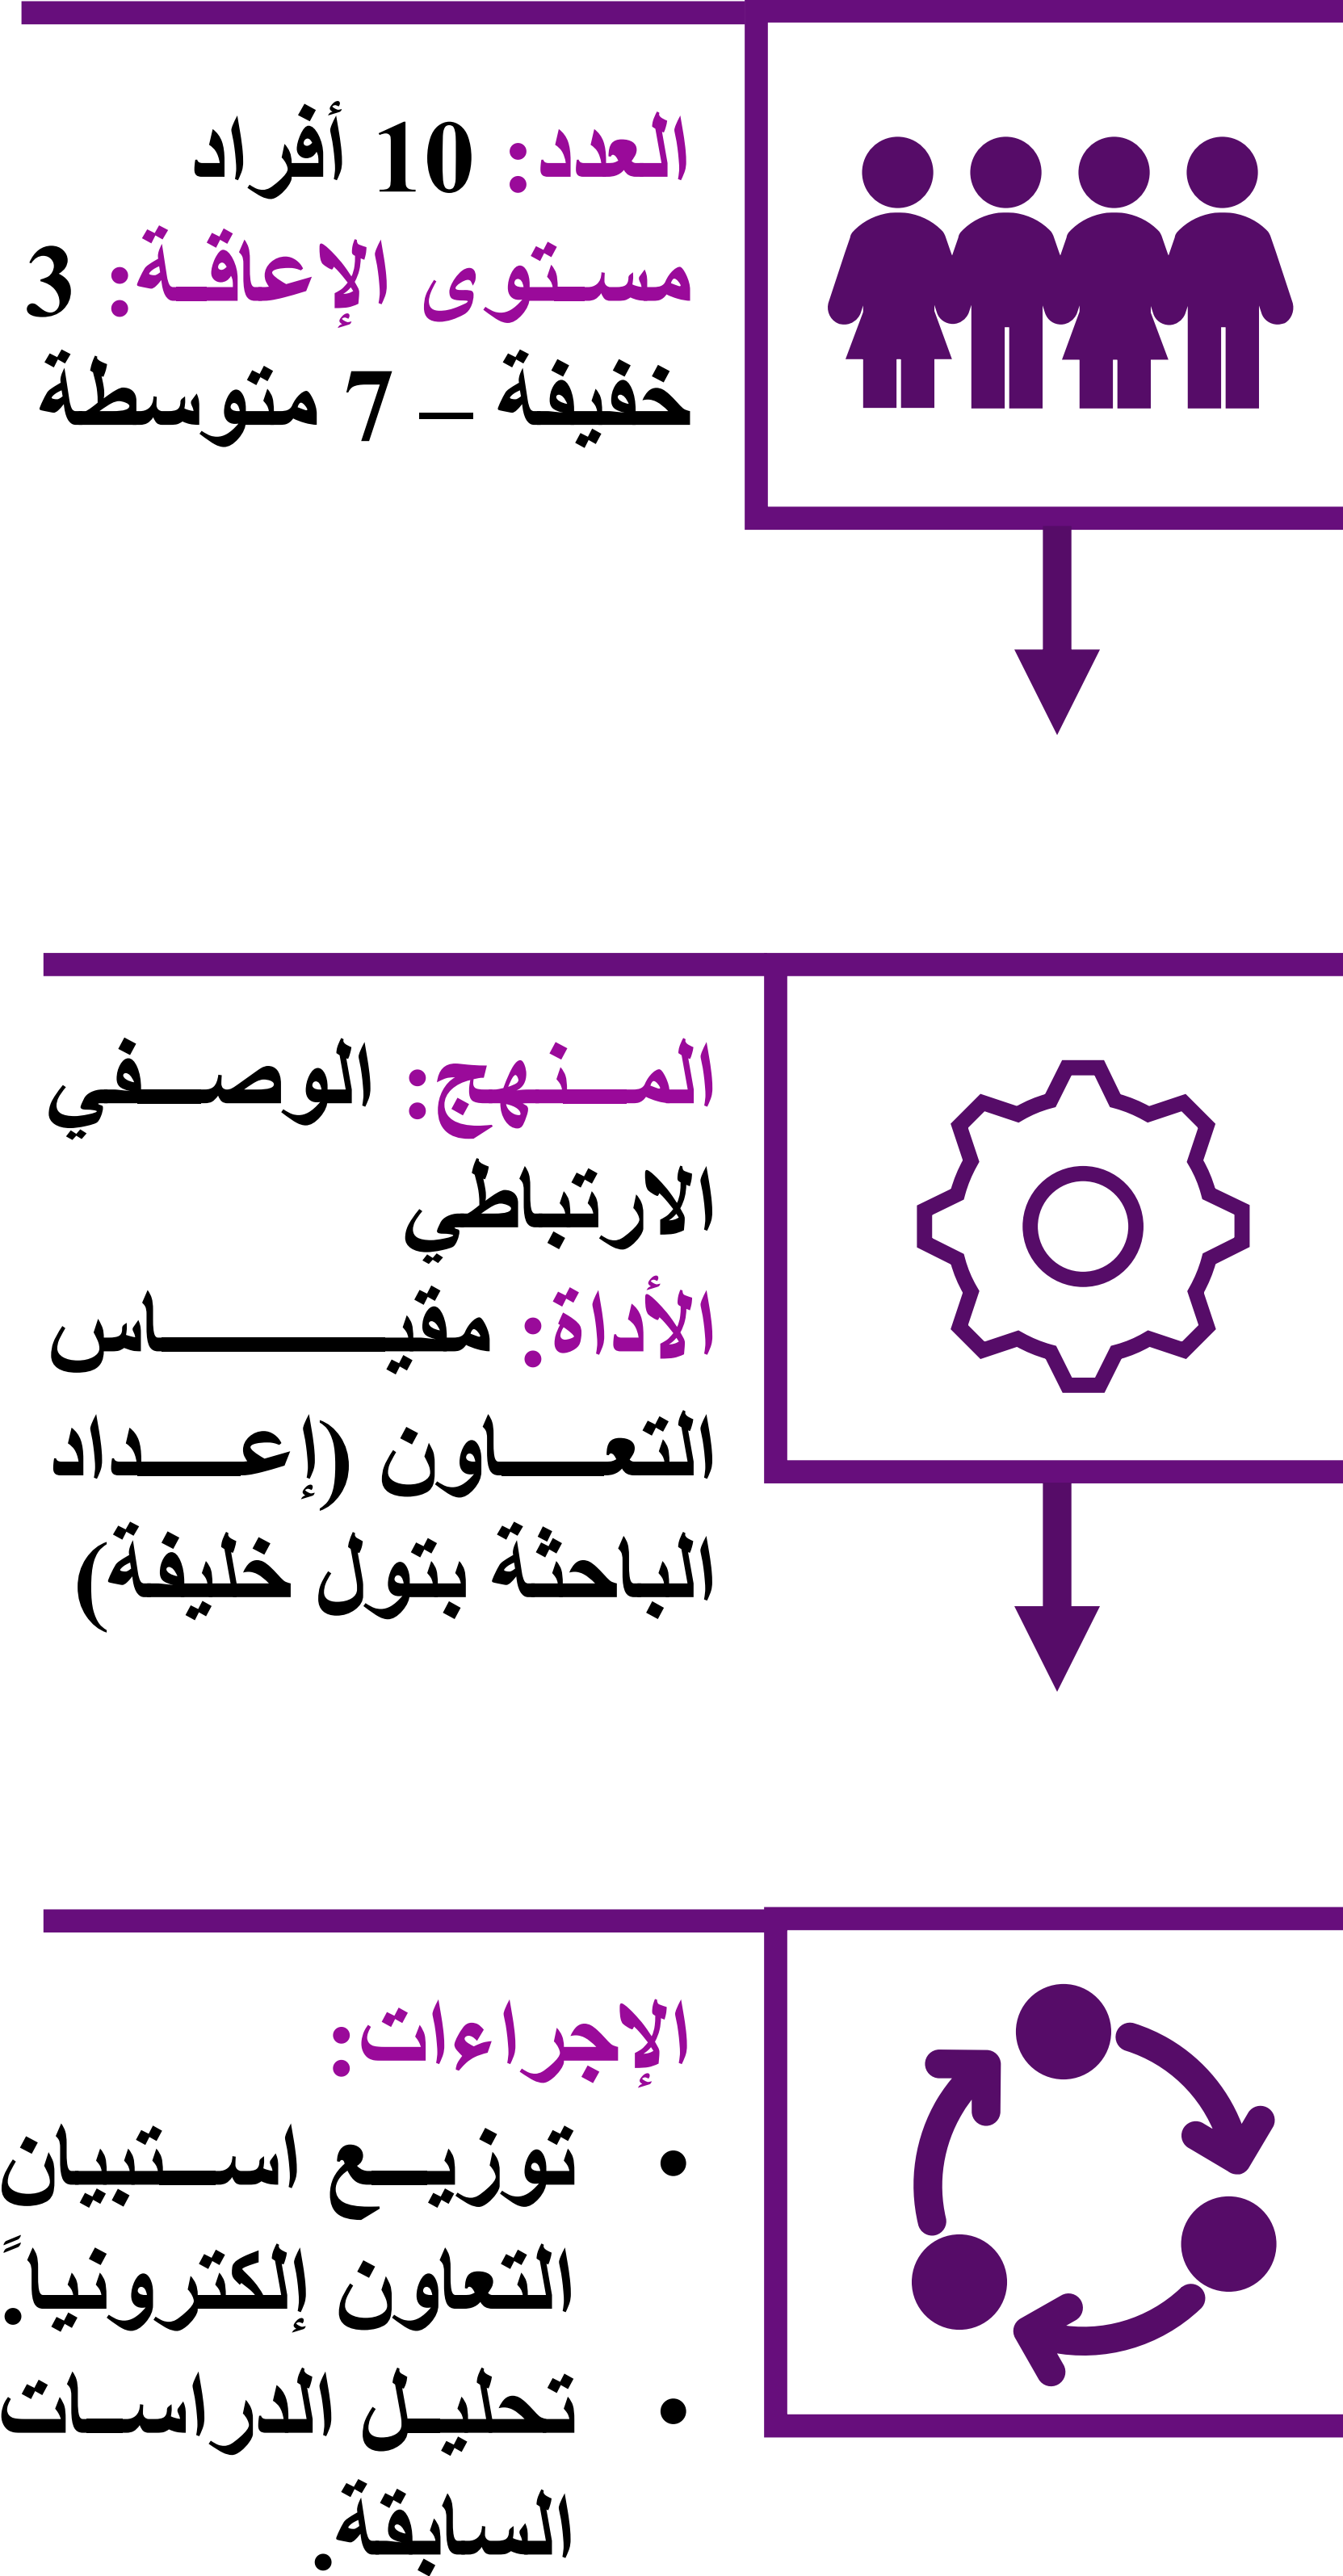 العدد: 10 أفراد
مستوى الإعاقة: 3
خفيفة – 7 متوسطة
المنهج: الوصفي
الارتباطي
الأداة: مقياس
التعاون (إعداد
الباحثة بتول خليفة)
الإجراءات:
• توزيع استبيان
التعاون إلكترونياً.
• تحليل الدراسات
السابقة.